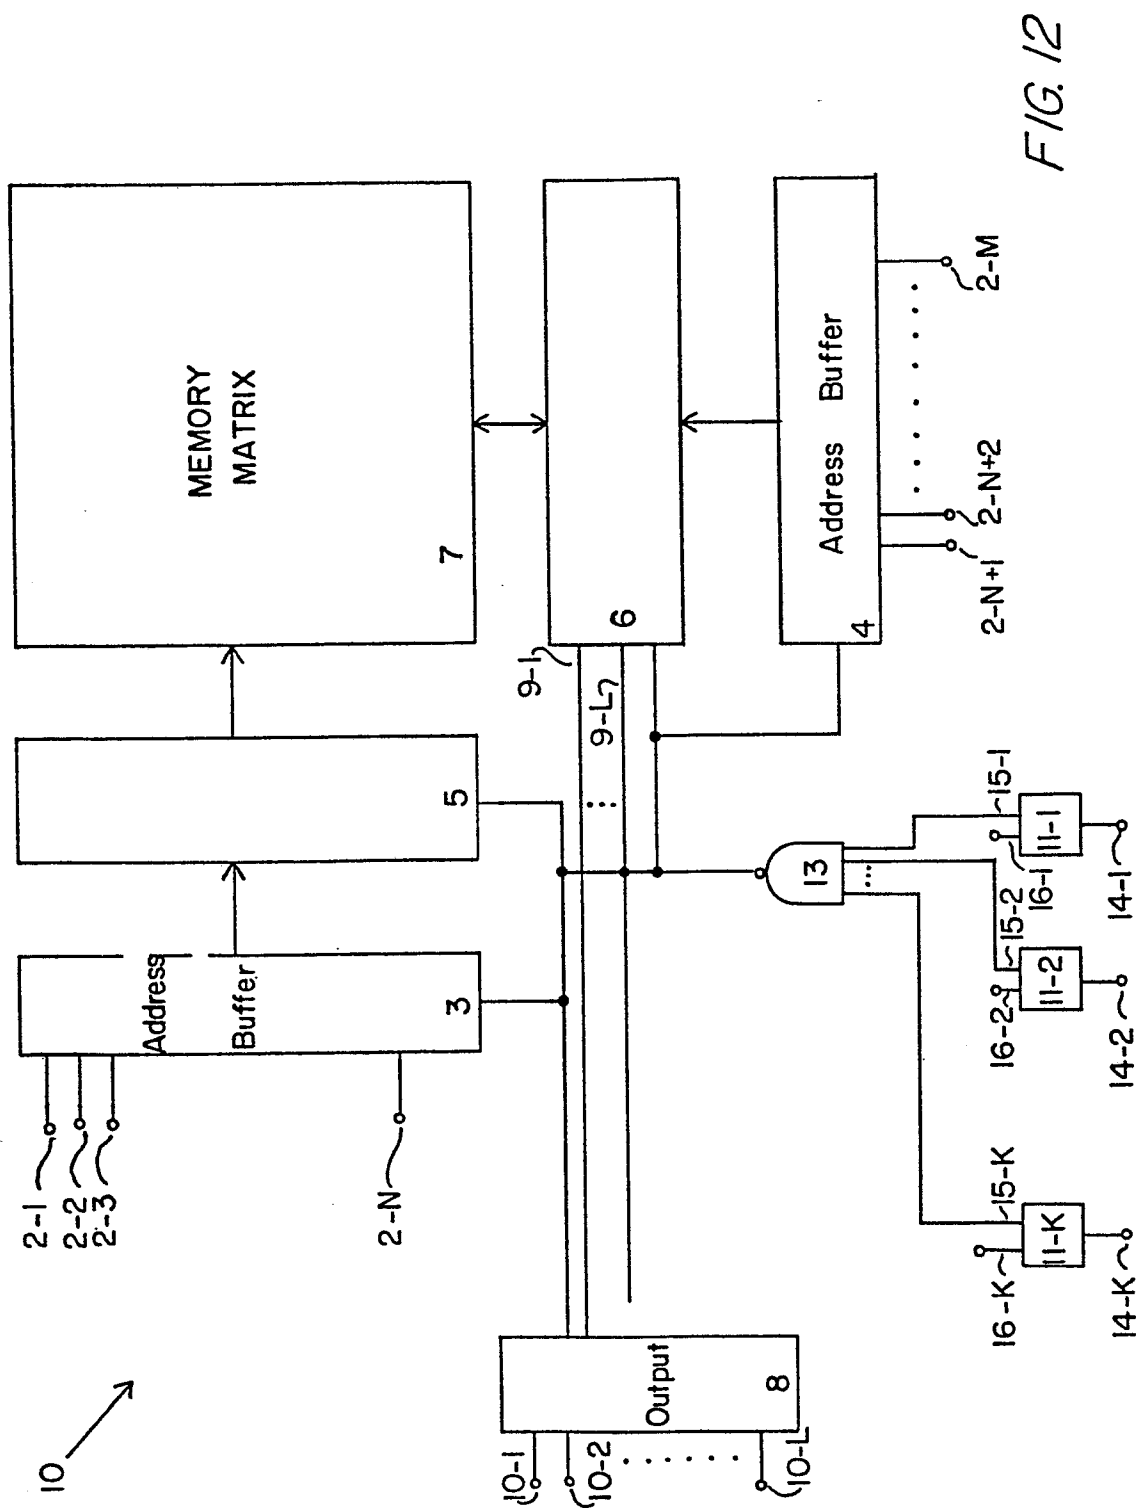 FIG. 12
10
2-1
2-2
2-3
2-N
Address
Buffer
3
5
MEMORY
MATRIX
7
10-1
10-2
10-L
Output
8
9-1
9-L
6
Address Buffer
4
2-N+1
2-N+2
2-M
13
16-K
15-K
11-K
14-K
16-2
15-2
11-2
14-2
16-1
15-1
11-1
14-1